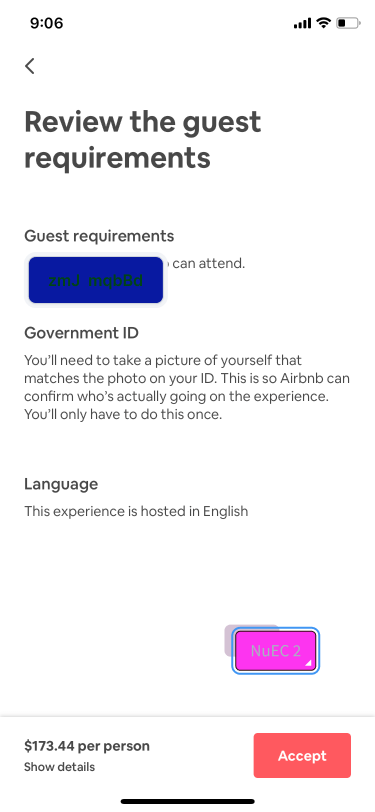 9:06
Review the guest
requirements
Guest requirements
can attend.
zmJ mqbBd
Government ID
You’ll need to take a picture of yourself that
matches the photo on your ID. This is so Airbnb can
confirm who’s actually going on the experience.
You’ll only have to do this once.
Language
This experience is hosted in English
NuEC 2
$173.44 per person
Show details
Accept